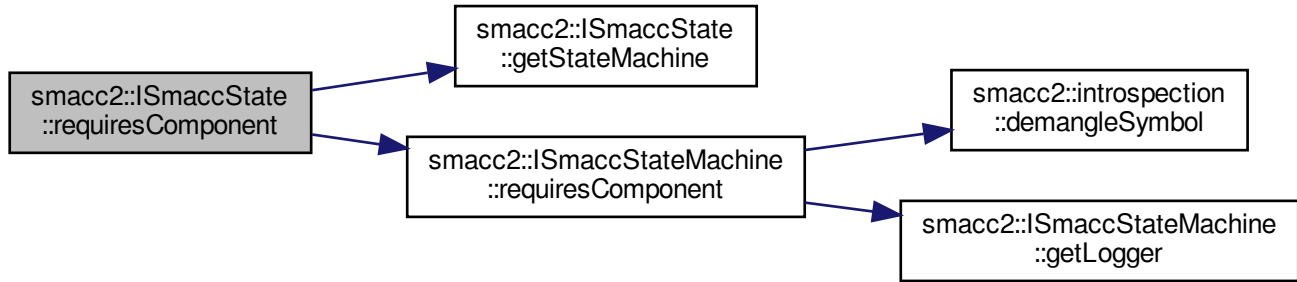 smacc2::ISmaccState
::requiresComponent
smacc2::ISmaccState
::getStateMachine
smacc2::ISmaccStateMachine
::requiresComponent
smacc2::introspection
::demangleSymbol
smacc2::ISmaccStateMachine
::getLogger